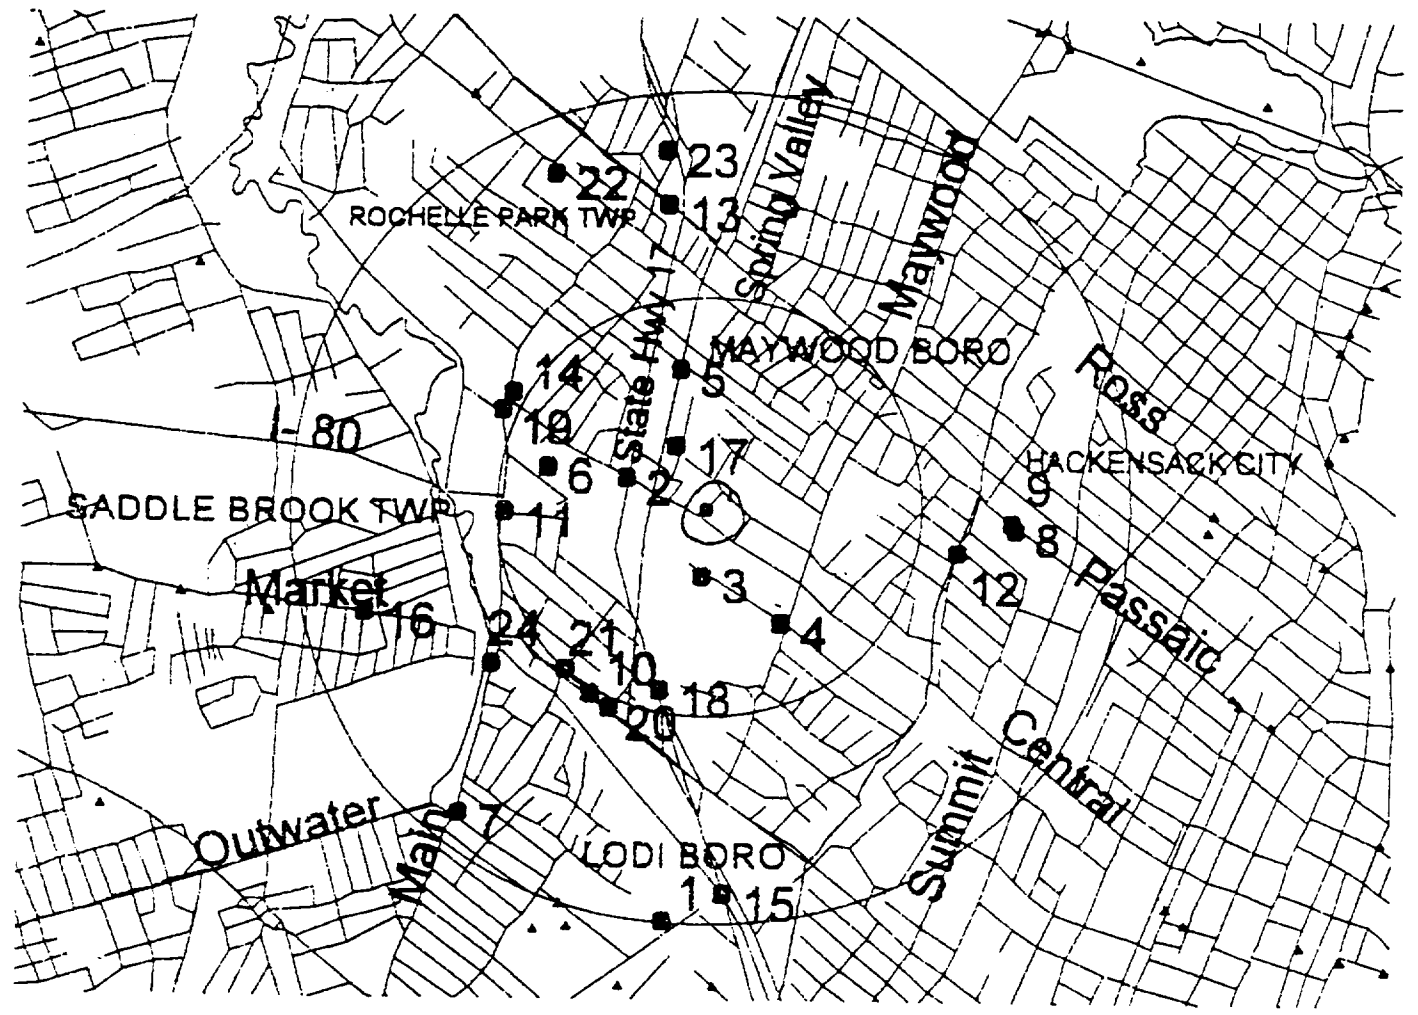 23
22
Spring Valley
Maywood
ROCHELLE PARK TWP
13
State Hwy 17
MAYWOOD BORO
14
5
Ross
19
I-80
17
HACKENSACK CITY
6
2
9
SADDLE BROOK TWP
11
8
3
12
Market
16
24
21
4
Passaic
10
18
20
Central
Outwater
7
Main
Summit
LODI BORO
1
15